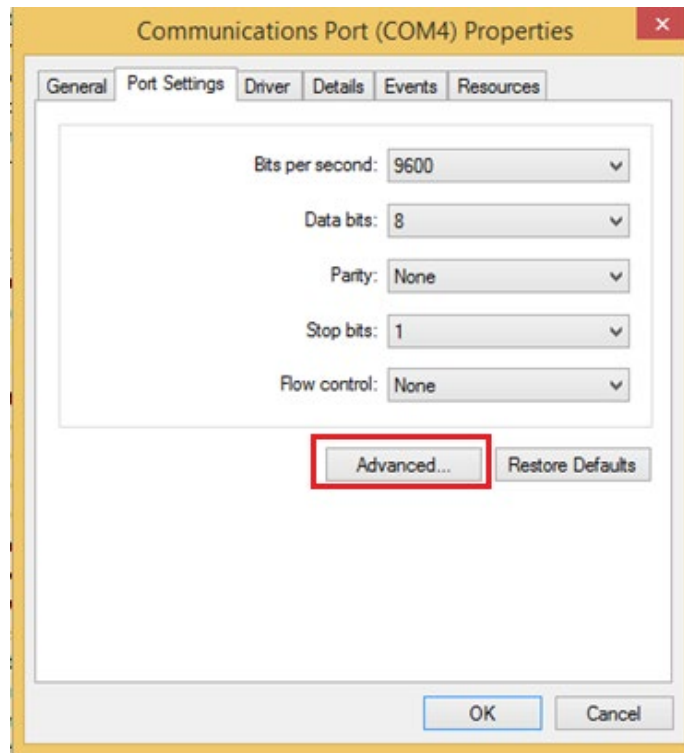 Communications Port (COM4) Properties
General Port Settings Driver Details Events Resources
Bits per second: 9600
Data bits: 8
Parity: None
Stop bits: 1
Flow control: None
Advanced... Restore Defaults
OK Cancel